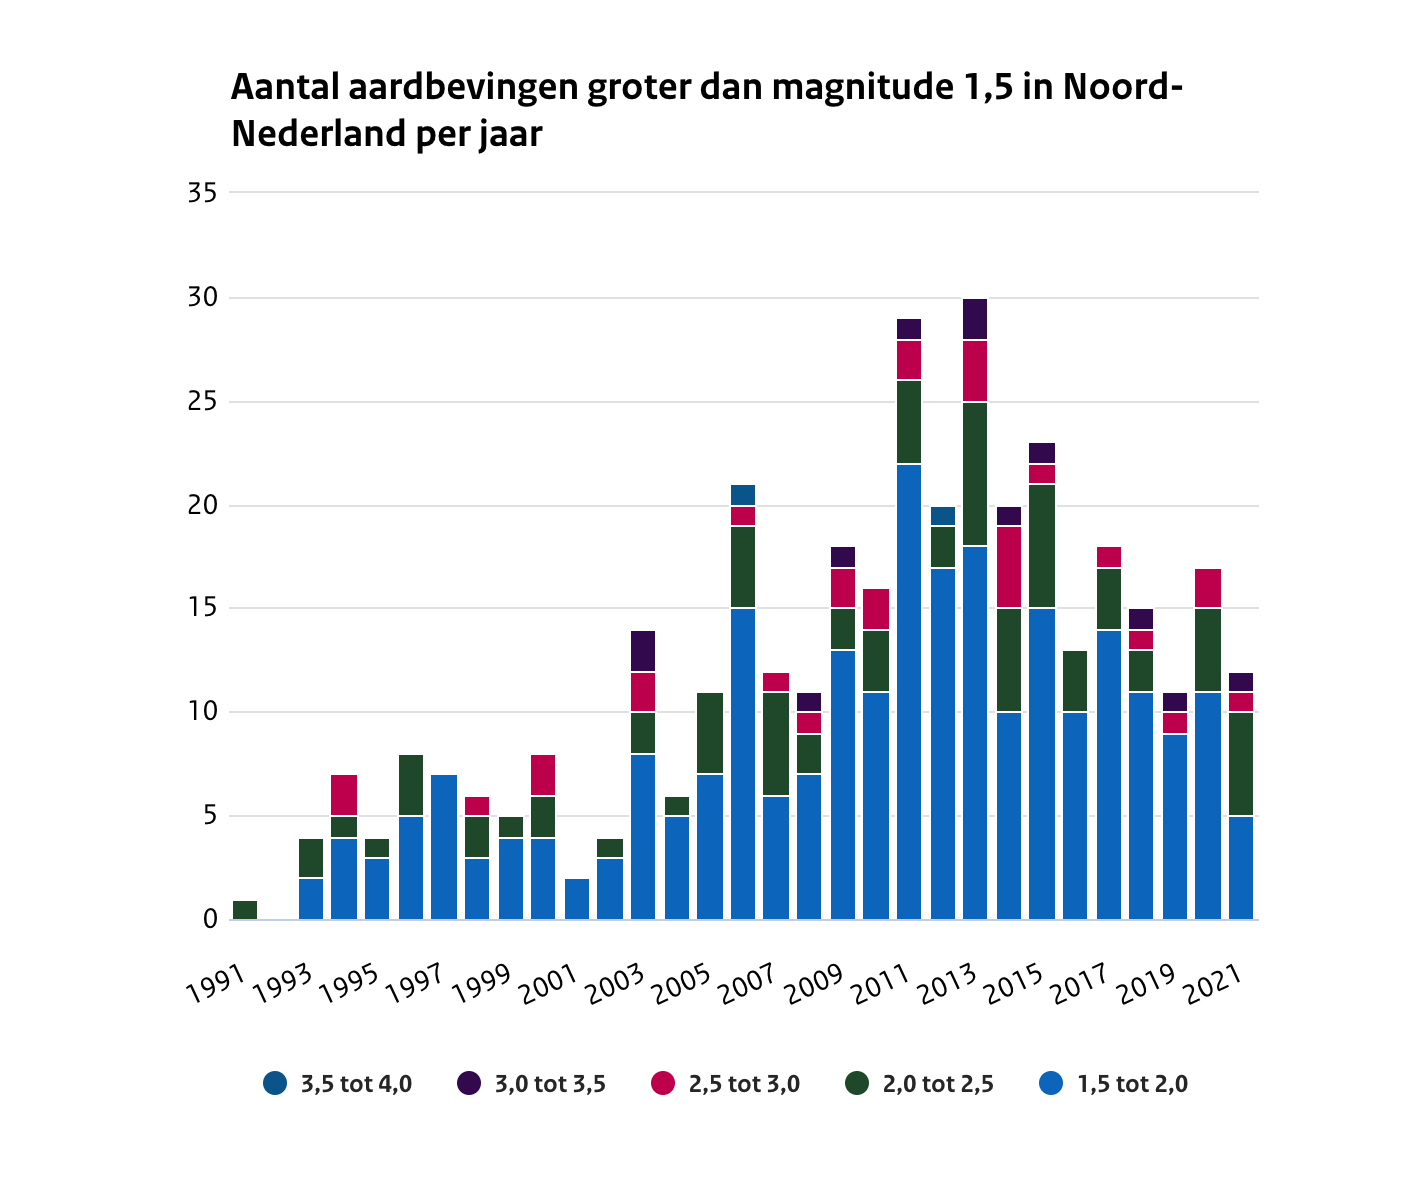 Aantal aardbevingen groter dan magnitude 1,5 in Noord-
Nederland per jaar
35
30
25
20
15
10
5
0
1991 1993 1995 1997 1999 2001 2003 2005 2007 2009 2011 2013 2015 2017 2019 2021
3,5 tot 4,0 3,0 tot 3,5 2,5 tot 3,0 2,0 tot 2,5 1,5 tot 2,0